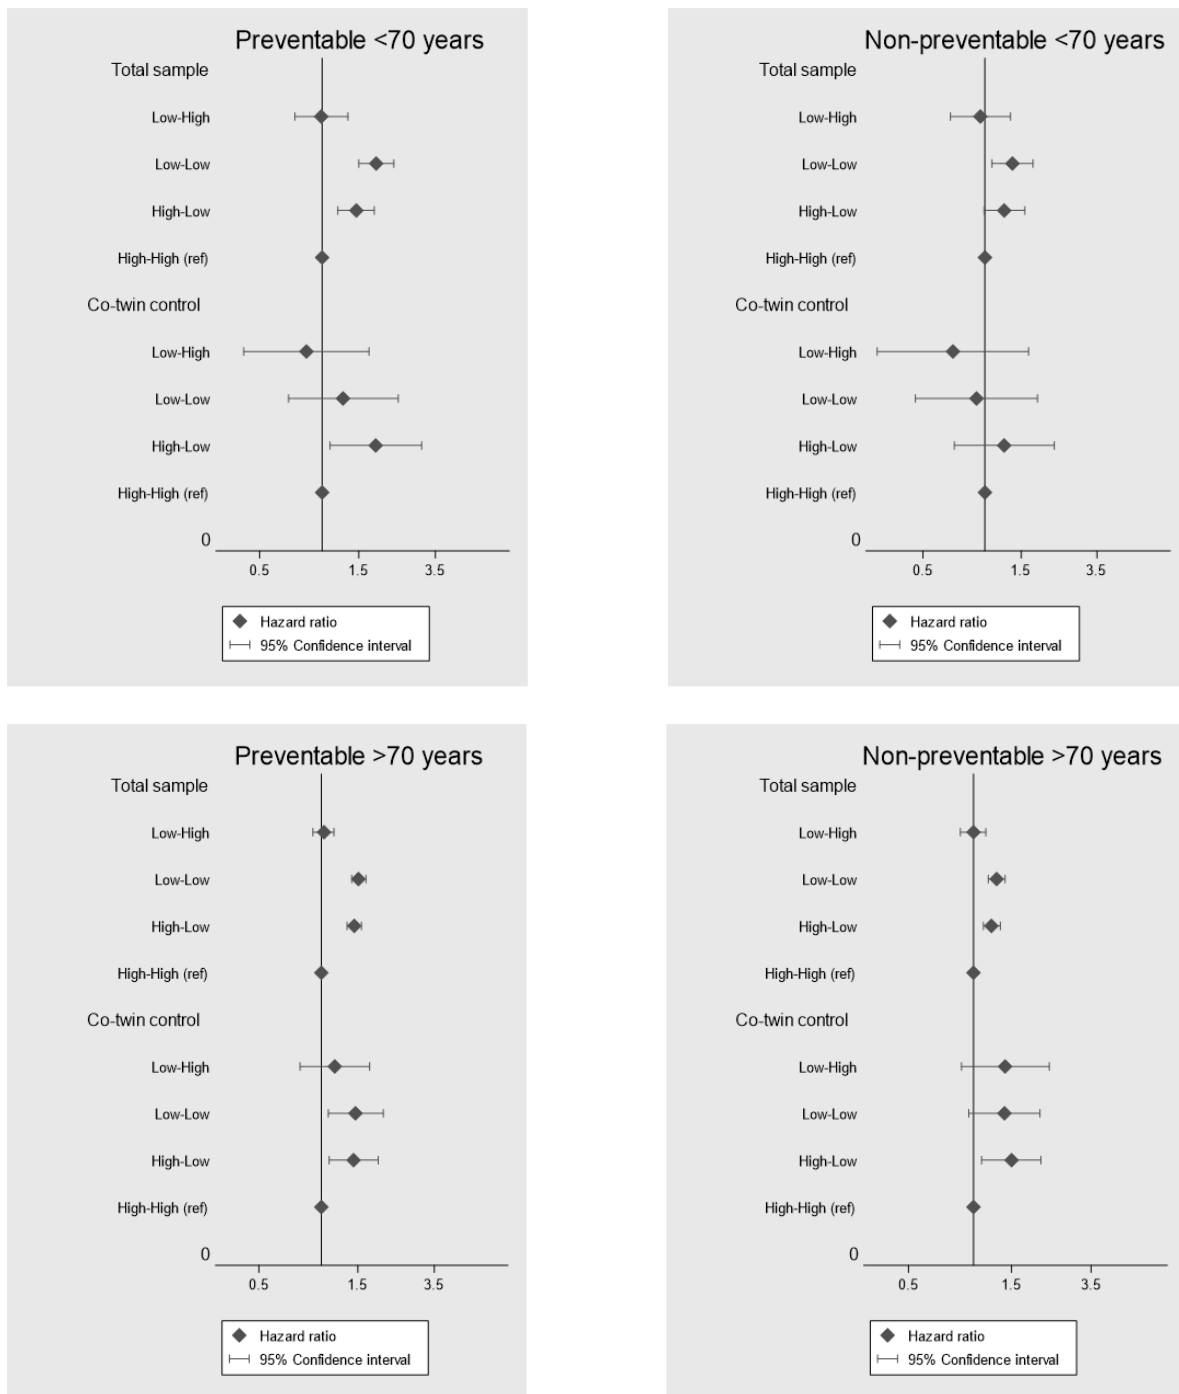 Preventable <70 years
Total sample
Low-High
Low-Low
High-Low
High-High (ref)
Co-twin control
Low-High
Low-Low
High-Low
High-High (ref)
0
0.5 1.5 3.5
Hazard ratio
95% Confidence interval
Non-preventable <70 years
Total sample
Low-High
Low-Low
High-Low
High-High (ref)
Co-twin control
Low-High
Low-Low
High-Low
High-High (ref)
0
0.5 1.5 3.5
Hazard ratio
95% Confidence interval
Preventable >70 years
Total sample
Low-High
Low-Low
High-Low
High-High (ref)
Co-twin control
Low-High
Low-Low
High-Low
High-High (ref)
0
0.5 1.5 3.5
Hazard ratio
95% Confidence interval
Non-preventable >70 years
Total sample
Low-High
Low-Low
High-Low
High-High (ref)
Co-twin control
Low-High
Low-Low
High-Low
High-High (ref)
0
0.5 1.5 3.5
Hazard ratio
95% Confidence interval